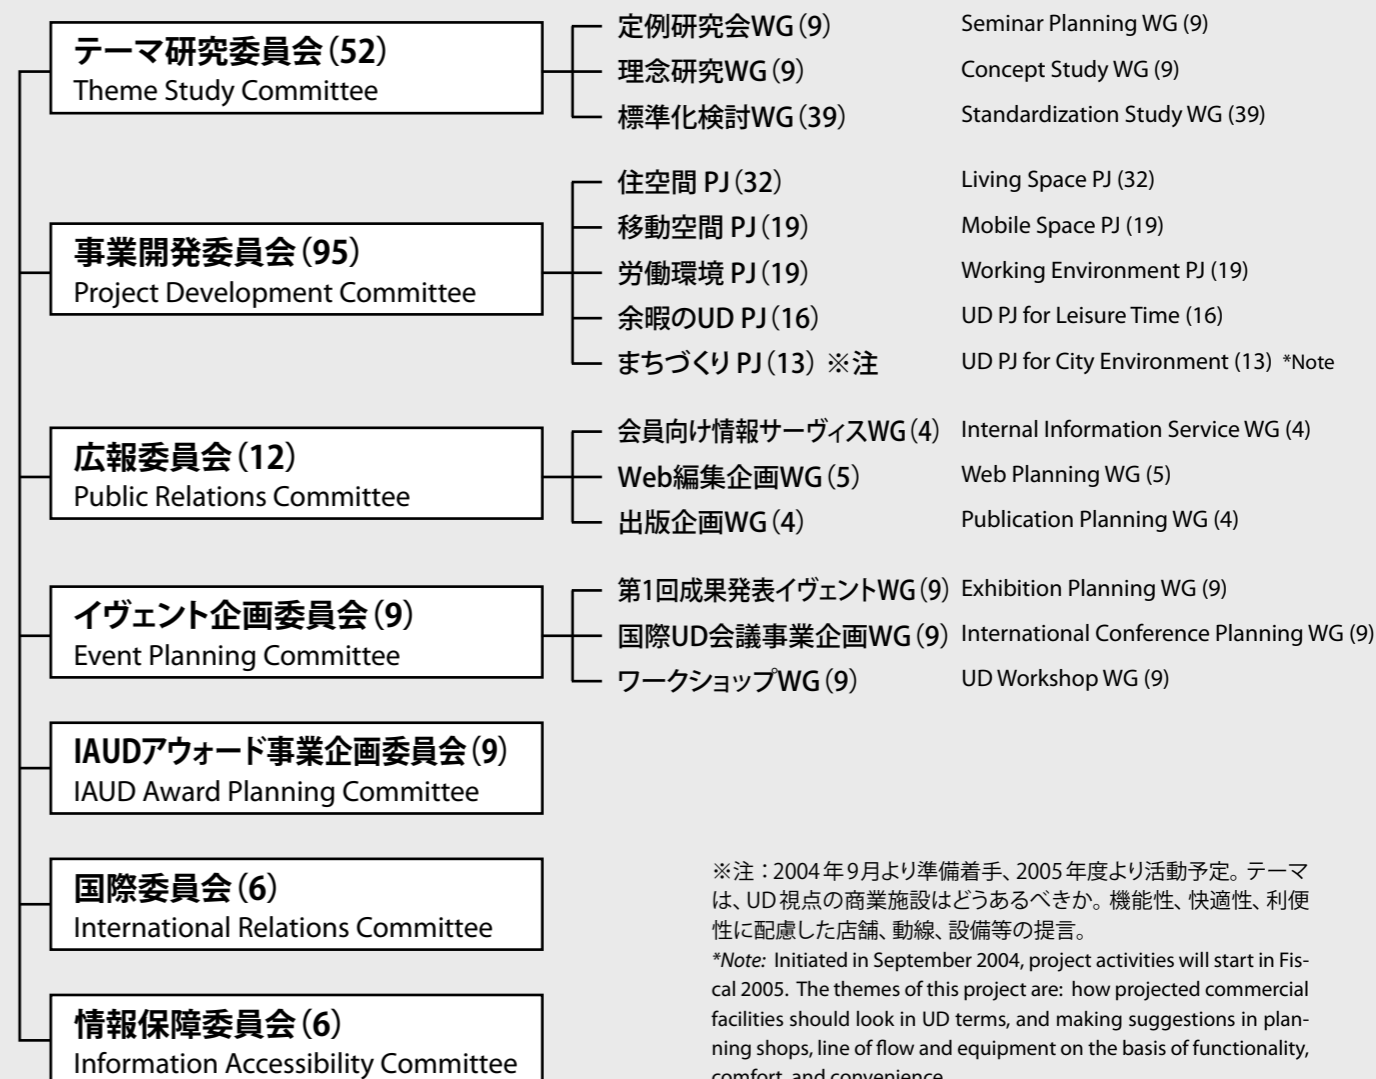 テーマ研究委員会（52）
Theme Study Committee
定例研究会WG（9） Seminar Planning WG (9)
理念研究WG（9） Concept Study WG (9)
標準化検討WG（39） Standardization Study WG (39)
事業開発委員会（95）
Project Development Committee
住空間 PJ（32） Living Space PJ (32)
移動空間 PJ（19） Mobile Space PJ (19)
労働環境 PJ（19） Working Environment PJ (19)
余暇のUD PJ（16） UD PJ for Leisure Time (16)
まちづくり PJ（13）※注 UD PJ for City Environment (13) *Note
広報委員会（12）
Public Relations Committee
会員向け情報サーヴィスWG（4） Internal Information Service WG (4)
Web編集企画WG（5） Web Planning WG (5)
出版企画WG（4） Publication Planning WG (4)
イヴェント企画委員会（9）
Event Planning Committee
第1回成果発表イヴェントWG（9） Exhibition Planning WG (9)
国際UD会議事業企画WG（9） International Conference Planning WG (9)
ワークショップWG（9） UD Workshop WG (9)
IAUDアウォード事業企画委員会（9）
IAUD Award Planning Committee
国際委員会（6）
International Relations Committee
情報保障委員会（6）
Information Accessibility Committee
※注：2004年9月より準備着手、2005年度より活動予定。テーマ
は、UD視点の商業施設はどうあるべきか。機能性、快適性、利便
性に配慮した店舗、動線、設備等の提言。
*Note: Initiated in September 2004, project activities will start in Fis-
cal 2005. The themes of this project are: how projected commercial
facilities should look in UD terms, and making suggestions in plan-
ning shops, line of flow and equipment on the basis of functionality,
comfort, and convenience.